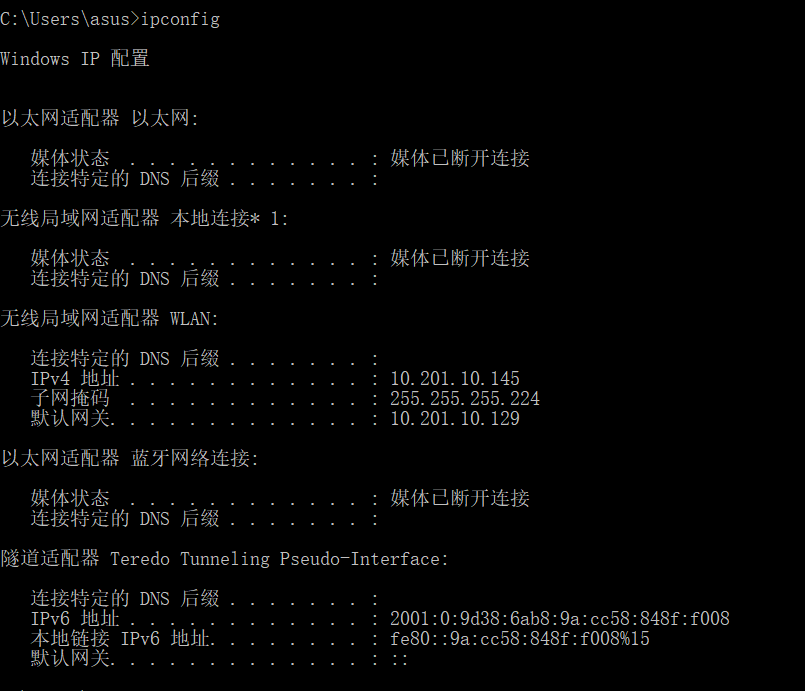 C:\Users\asus>ipconfig
Windows IP 配置
以太网适配器 以太网:
媒体状态  . . . . . . . . . . . . : 媒体已断开连接
连接特定的 DNS 后缀 . . . . . . . :
无线局域网适配器 本地连接* 1:
媒体状态  . . . . . . . . . . . . : 媒体已断开连接
连接特定的 DNS 后缀 . . . . . . . :
无线局域网适配器 WLAN:
连接特定的 DNS 后缀 . . . . . . . :
IPv4 地址 . . . . . . . . . . . . : 10.201.10.145
子网掩码  . . . . . . . . . . . . : 255.255.255.224
默认网关. . . . . . . . . . . . . : 10.201.10.129
以太网适配器 蓝牙网络连接:
媒体状态  . . . . . . . . . . . . : 媒体已断开连接
连接特定的 DNS 后缀 . . . . . . . :
隧道适配器 Teredo Tunneling Pseudo-Interface:
连接特定的 DNS 后缀 . . . . . . . :
IPv6 地址 . . . . . . . . . . . . : 2001:0:9d38:6ab8:9a:cc58:848f:f008
本地链接 IPv6 地址. . . . . . . . : fe80::9a:cc58:848f:f008%15
默认网关. . . . . . . . . . . . . : ::